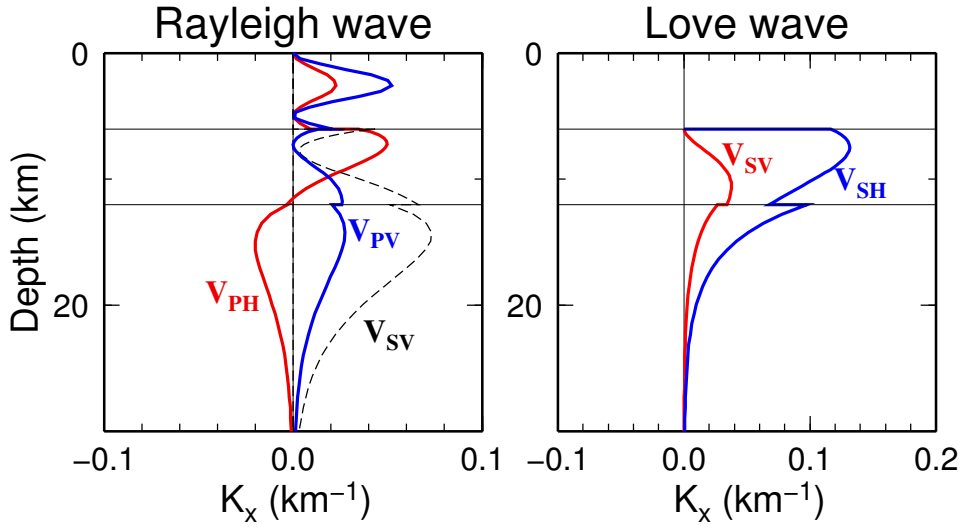 Rayleigh wave
Love wave
0
20
Depth (km)
V_PH
V_PV
V_SV
−0.1 0.0 0.1
K_x (km⁻¹)
0
20
V_SV
V_SH
−0.1 0.0 0.1 0.2
K_x (km⁻¹)